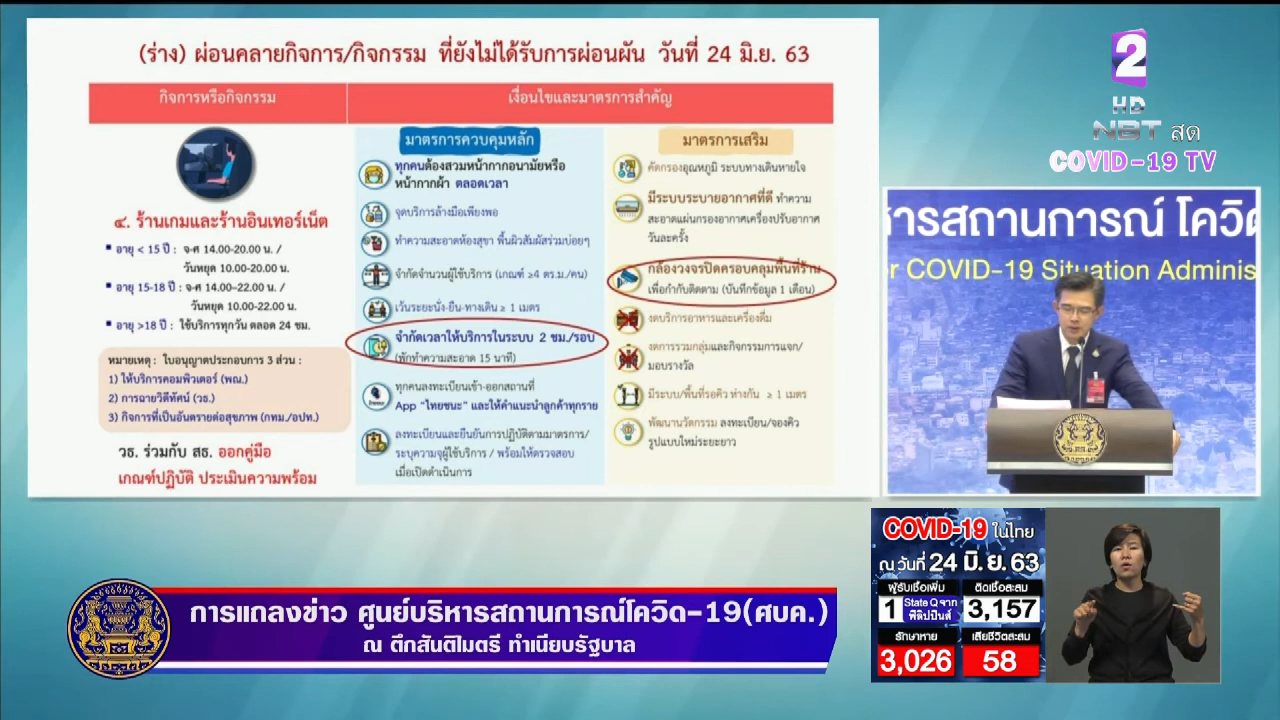 (ร่าง) ผ่อนคลายกิจการ/กิจกรรม ที่ยังไม่ได้รับการผ่อนผัน วันที่ 24 มิ.ย. 63
กิจการหรือกิจกรรม
เงื่อนไขและมาตรการสำคัญ
๔. ร้านเกมและร้านอินเทอร์เน็ต
▪ อายุ < 15 ปี : จ-ศ 14.00-20.00 น. /
วันหยุด 10.00-20.00 น.
▪ อายุ 15-18 ปี : จ-ศ 14.00-22.00 น. /
วันหยุด 10.00-22.00 น.
▪ อายุ >18 ปี : ใช้บริการทุกวัน ตลอด 24 ชม.
หมายเหตุ : ใบอนุญาตประกอบการ 3 ส่วน :
1) ให้บริการคอมพิวเตอร์ (พณ.)
2) การฉายวีดิทัศน์ (วธ.)
3) กิจการที่เป็นอันตรายต่อสุขภาพ (กทม./อปท.)
วธ. ร่วมกับ สธ. ออกคู่มือ
เกณฑ์ปฏิบัติ ประเมินความพร้อม
มาตรการควบคุมหลัก
ทุกคนต้องสวมหน้ากากอนามัยหรือ
หน้ากากผ้า ตลอดเวลา
จุดบริการล้างมือเพียงพอ
ทำความสะอาดห้องสุขา พื้นผิวสัมผัสร่วมบ่อยๆ
จำกัดจำนวนผู้ใช้บริการ (เกณฑ์ ≥4 ตร.ม./คน)
เว้นระยะนั่ง-ยืน-ทางเดิน ≥ 1 เมตร
จำกัดเวลาให้บริการในระบบ 2 ชม./รอบ
(พักทำความสะอาด 15 นาที)
ทุกคนลงทะเบียนเข้า-ออกสถานที่
App "ไทยชนะ" และให้คำแนะนำลูกค้าทุกราย
ลงทะเบียนและยืนยันการปฏิบัติตามมาตรการ/
ระบุความจุผู้ใช้บริการ / พร้อมให้ตรวจสอบ
เมื่อเปิดดำเนินการ
มาตรการเสริม
คัดกรองอุณหภูมิ ระบบทางเดินหายใจ
มีระบบระบายอากาศที่ดี ทำความ
สะอาดแผ่นกรองอากาศเครื่องปรับอากาศ
วันละครั้ง
กล้องวงจรปิดครอบคลุมพื้นที่ร้าน
เพื่อกำกับติดตาม (บันทึกข้อมูล 1 เดือน)
งดบริการอาหารและเครื่องดื่ม
งดการรวมกลุ่มและกิจกรรมการแจก/
มอบรางวัล
มีระบบ/พื้นที่รอคิว ห่างกัน ≥ 1 เมตร
พัฒนานวัตกรรม ลงทะเบียน/จองคิว
รูปแบบใหม่ระยะยาว
2
HD
NBT สด
COVID-19 TV
หารสถานการณ์ โควิด
r COVID-19 Situation Adminis
COVID-19 ในไทย
ณ วันที่ 24 มิ.ย. 63
ผู้รับเชื้อเพิ่ม
ติดเชื้อสะสม
1 State Q จาก ฟิลิปปินส์
3,157
รักษาหาย
เสียชีวิตสะสม
3,026
58
การแถลงข่าว ศูนย์บริหารสถานการณ์โควิด-19(ศบค.)
ณ ตึกสันติไมตรี ทำเนียบรัฐบาล